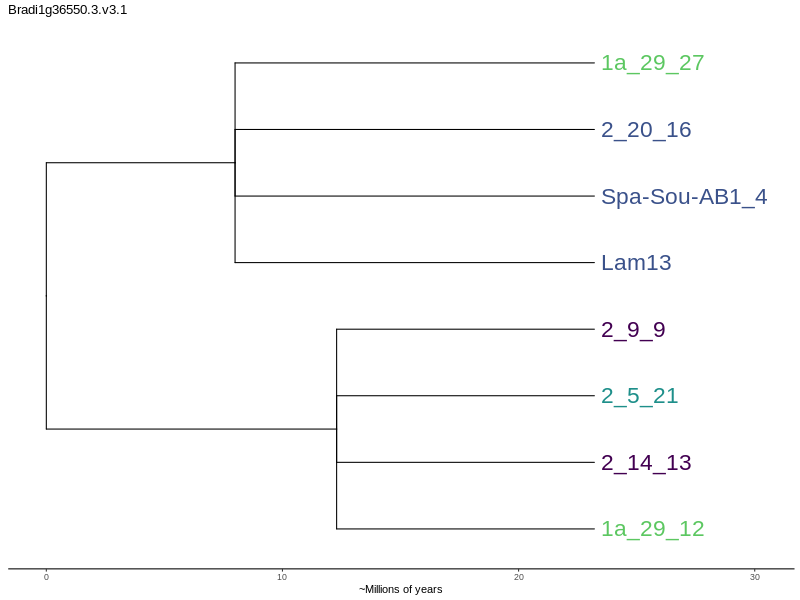 Bradi1g36550.3.v3.1
1a_29_27
2_20_16
Spa-Sou-AB1_4
Lam13
2_9_9
2_5_21
2_14_13
1a_29_12
0 10 20 30
~Millions of years